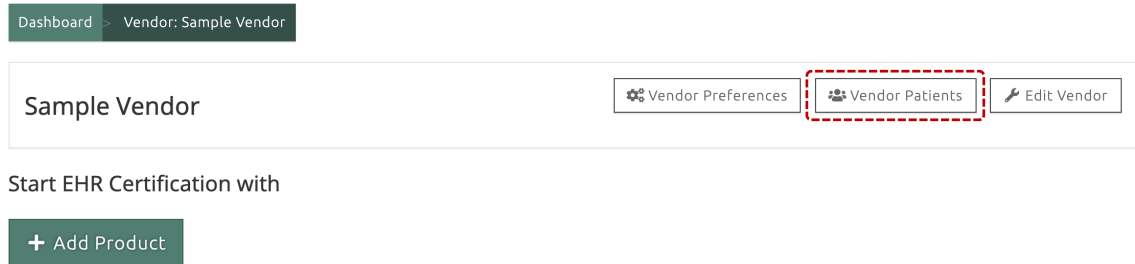 Dashboard > Vendor: Sample Vendor
Sample Vendor
Vendor Preferences
Vendor Patients
Edit Vendor
Start EHR Certification with
+ Add Product